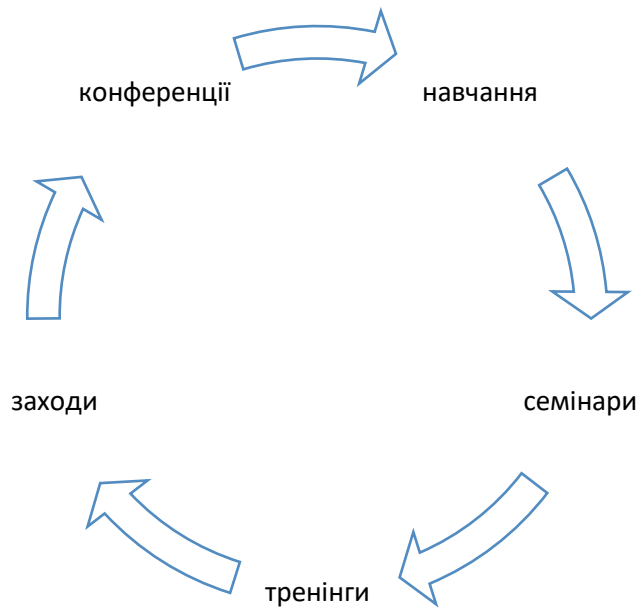 конференції
навчання
заходи
семінари
тренінги